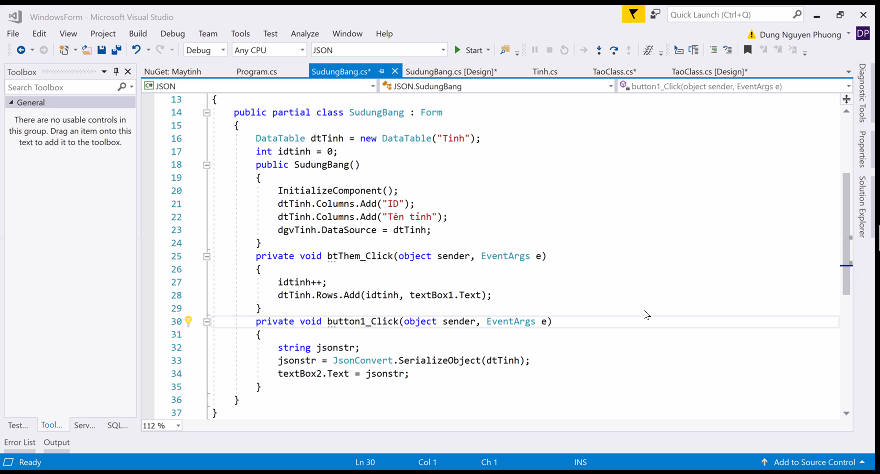 WindowsForm - Microsoft Visual Studio
Quick Launch (Ctrl+Q)
File Edit View Project Build Debug Team Tools Test Analyze Window Help
Dung Nguyen Phuong DP
Debug Any CPU JSON Start
Toolbox
NuGet: Maytinh Program.cs SudungBang.cs* SudungBang.cs [Design]* Tinh.cs TaoClass.cs* TaoClass.cs [Design]*
Search Toolbox
JSON JSON.SudungBang button1_Click(object sender, EventArgs e)
General
There are no usable controls in
this group. Drag an item onto this
text to add it to the toolbox.
13 {
14 public partial class SudungBang : Form
15 {
16 DataTable dtTinh = new DataTable("Tinh");
17 int idtinh = 0;
18 public SudungBang()
19 {
20 InitializeComponent();
21 dtTinh.Columns.Add("ID");
22 dtTinh.Columns.Add("Tên tỉnh");
23 dgvTinh.DataSource = dtTinh;
24 }
25 private void btThem_Click(object sender, EventArgs e)
26 {
27 idtinh++;
28 dtTinh.Rows.Add(idtinh, textBox1.Text);
29 }
30 private void button1_Click(object sender, EventArgs e)
31 {
32 string jsonstr;
33 jsonstr = JsonConvert.SerializeObject(dtTinh);
34 textBox2.Text = jsonstr;
35 }
36 }
37 }
Diagnostic Tools
Properties
Solution Explorer
112 %
Test... Tool... Serv... SQL...
Error List Output
Ready Ln 30 Col 1 Ch 1 INS Add to Source Control